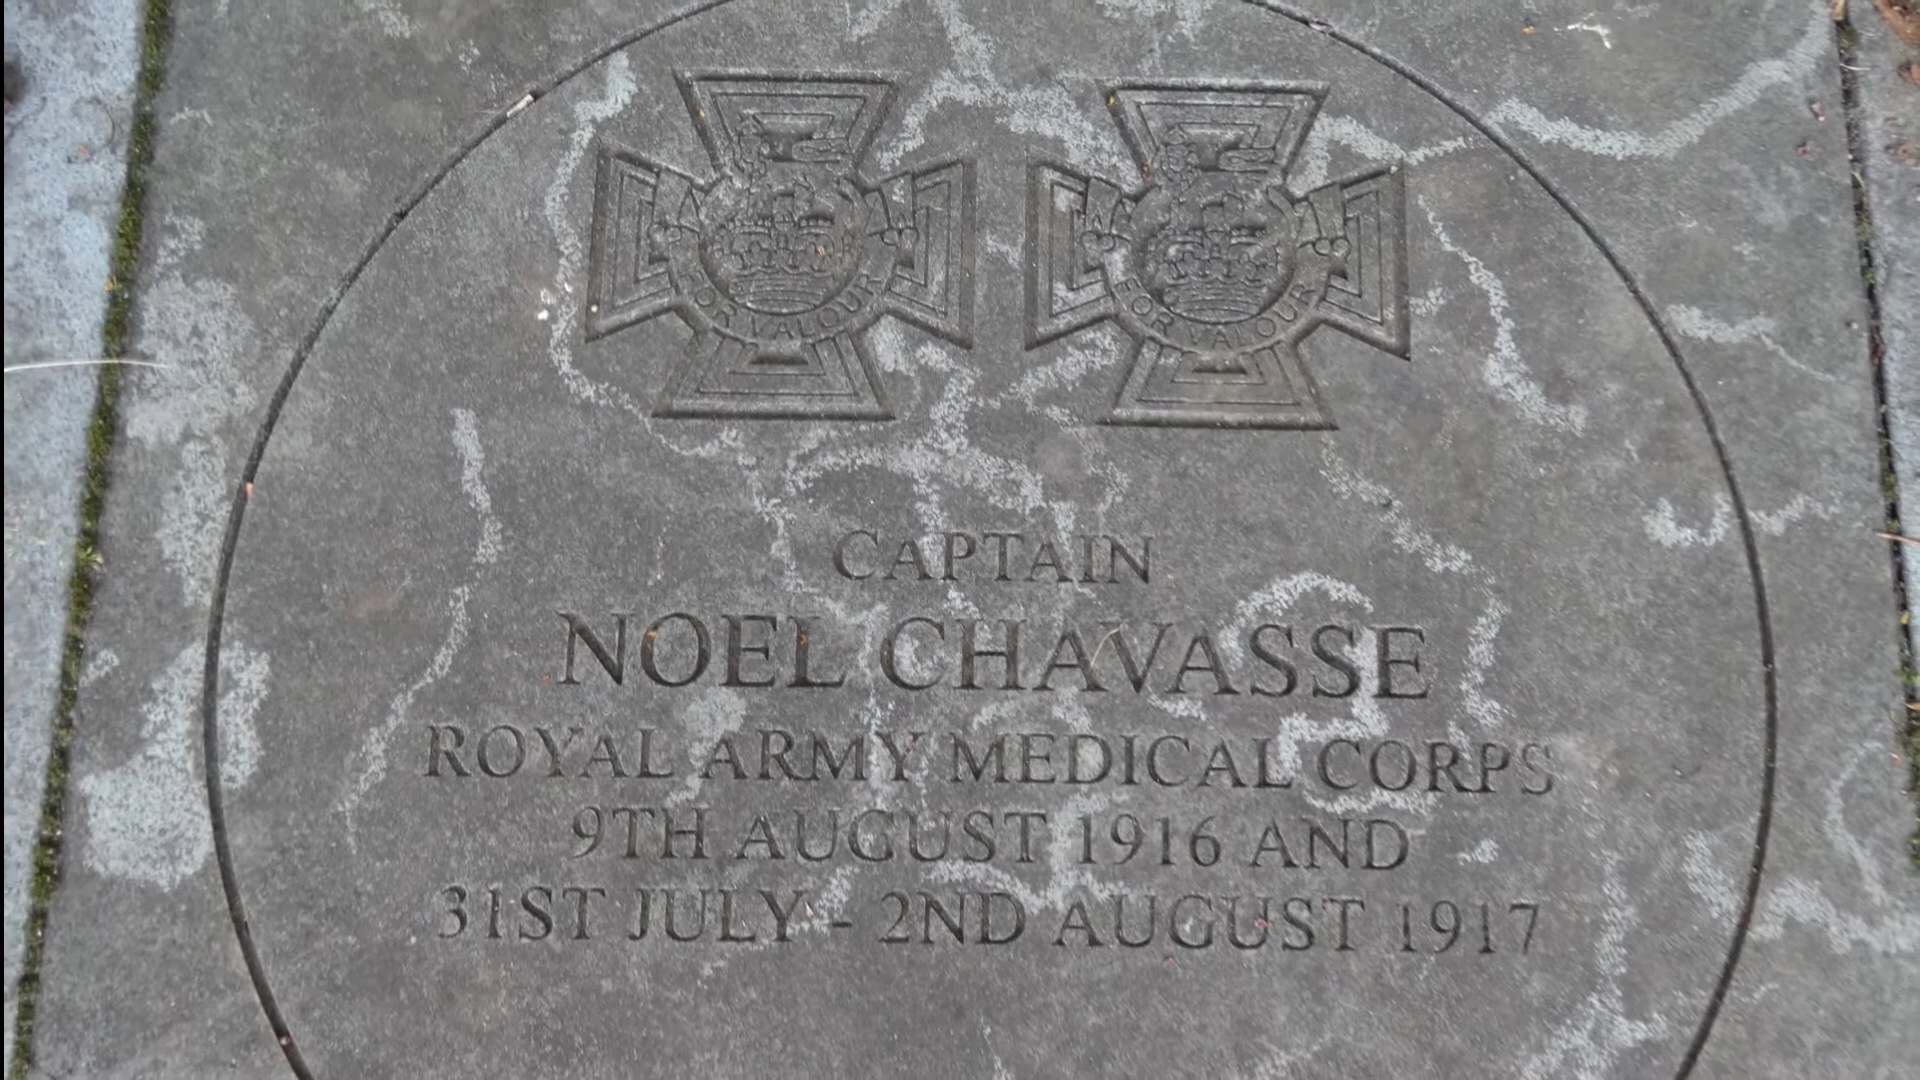 FOR VALOUR
FOR VALOUR
CAPTAIN
NOEL CHAVASSE
ROYAL ARMY MEDICAL CORPS
9TH AUGUST 1916 AND
31ST JULY - 2ND AUGUST 1917